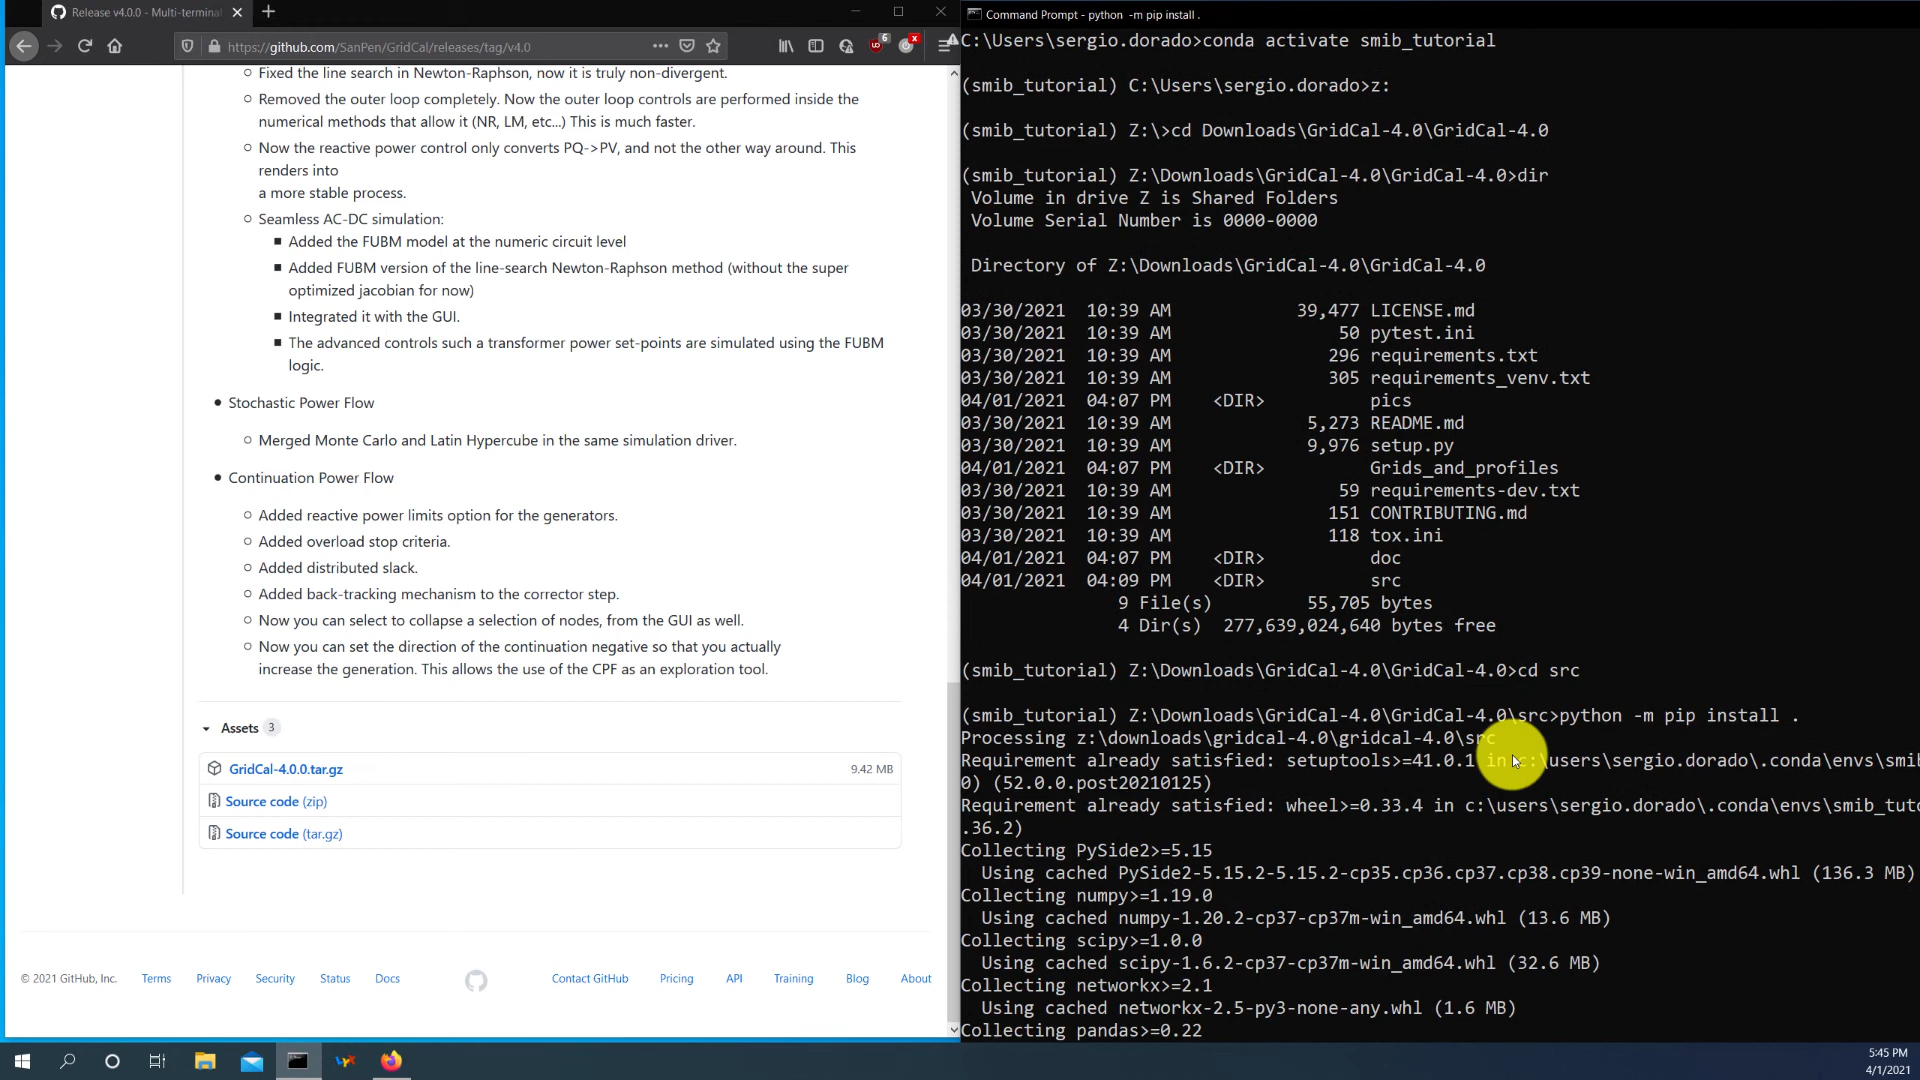 Release v4.0.0 - Multi-terminal
https://github.com/SanPen/GridCal/releases/tag/v4.0
6
Fixed the line search in Newton-Raphson, now it is truly non-divergent.
Removed the outer loop completely. Now the outer loop controls are performed inside the
numerical methods that allow it (NR, LM, etc...) This is much faster.
Now the reactive power control only converts PQ->PV, and not the other way around. This
renders into
a more stable process.
Seamless AC-DC simulation:
Added the FUBM model at the numeric circuit level
Added FUBM version of the line-search Newton-Raphson method (without the super
optimized jacobian for now)
Integrated it with the GUI.
The advanced controls such a transformer power set-points are simulated using the FUBM
logic.
Stochastic Power Flow
Merged Monte Carlo and Latin Hypercube in the same simulation driver.
Continuation Power Flow
Added reactive power limits option for the generators.
Added overload stop criteria.
Added distributed slack.
Added back-tracking mechanism to the corrector step.
Now you can select to collapse a selection of nodes, from the GUI as well.
Now you can set the direction of the continuation negative so that you actually
increase the generation. This allows the use of the CPF as an exploration tool.
Assets 3
GridCal-4.0.0.tar.gz 9.42 MB
Source code (zip)
Source code (tar.gz)
© 2021 GitHub, Inc. Terms Privacy Security Status Docs Contact GitHub Pricing API Training Blog About
Command Prompt - python -m pip install .
C:\Users\sergio.dorado>conda activate smib_tutorial
(smib_tutorial) C:\Users\sergio.dorado>z:
(smib_tutorial) Z:\>cd Downloads\GridCal-4.0\GridCal-4.0
(smib_tutorial) Z:\Downloads\GridCal-4.0\GridCal-4.0>dir
Volume in drive Z is Shared Folders
Volume Serial Number is 0000-0000
Directory of Z:\Downloads\GridCal-4.0\GridCal-4.0
03/30/2021 10:39 AM 39,477 LICENSE.md
03/30/2021 10:39 AM 50 pytest.ini
03/30/2021 10:39 AM 296 requirements.txt
03/30/2021 10:39 AM 305 requirements_venv.txt
04/01/2021 04:07 PM <DIR> pics
03/30/2021 10:39 AM 5,273 README.md
03/30/2021 10:39 AM 9,976 setup.py
04/01/2021 04:07 PM <DIR> Grids_and_profiles
03/30/2021 10:39 AM 59 requirements-dev.txt
03/30/2021 10:39 AM 151 CONTRIBUTING.md
03/30/2021 10:39 AM 118 tox.ini
04/01/2021 04:07 PM <DIR> doc
04/01/2021 04:09 PM <DIR> src
9 File(s) 55,705 bytes
4 Dir(s) 277,639,024,640 bytes free
(smib_tutorial) Z:\Downloads\GridCal-4.0\GridCal-4.0>cd src
(smib_tutorial) Z:\Downloads\GridCal-4.0\GridCal-4.0\src>python -m pip install .
Processing z:\downloads\gridcal-4.0\gridcal-4.0\src
Requirement already satisfied: setuptools>=41.0.1 in c:\users\sergio.dorado\.conda\envs\smib
0) (52.0.0.post20210125)
Requirement already satisfied: wheel>=0.33.4 in c:\users\sergio.dorado\.conda\envs\smib_tuto
.36.2)
Collecting PySide2>=5.15
Using cached PySide2-5.15.2-5.15.2-cp35.cp36.cp37.cp38.cp39-none-win_amd64.whl (136.3 MB)
Collecting numpy>=1.19.0
Using cached numpy-1.20.2-cp37-cp37m-win_amd64.whl (13.6 MB)
Collecting scipy>=1.0.0
Using cached scipy-1.6.2-cp37-cp37m-win_amd64.whl (32.6 MB)
Collecting networkx>=2.1
Using cached networkx-2.5-py3-none-any.whl (1.6 MB)
Collecting pandas>=0.22
5:45 PM
4/1/2021